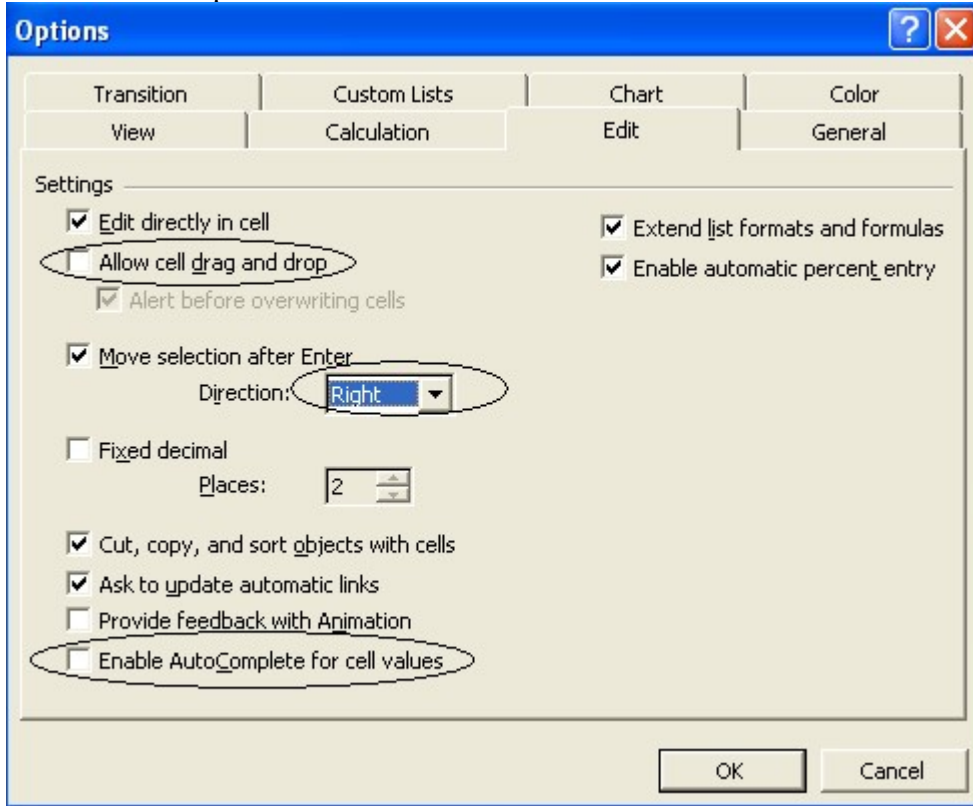 Options
Transition Custom Lists Chart Color
View Calculation Edit General
Settings
Edit directly in cell
Allow cell drag and drop
Alert before overwriting cells
Move selection after Enter
Direction: Right
Fixed decimal
Places: 2
Cut, copy, and sort objects with cells
Ask to update automatic links
Provide feedback with Animation
Enable AutoComplete for cell values
Extend list formats and formulas
Enable automatic percent entry
OK Cancel